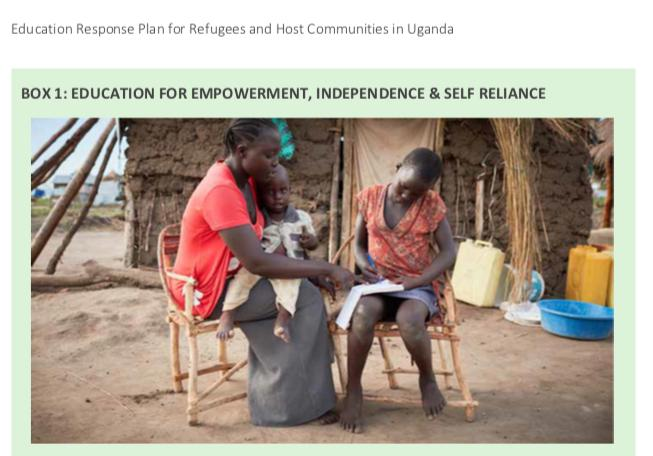 Education Response Plan for Refugees and Host Communities in Uganda
BOX 1: EDUCATION FOR EMPOWERMENT, INDEPENDENCE & SELF RELIANCE